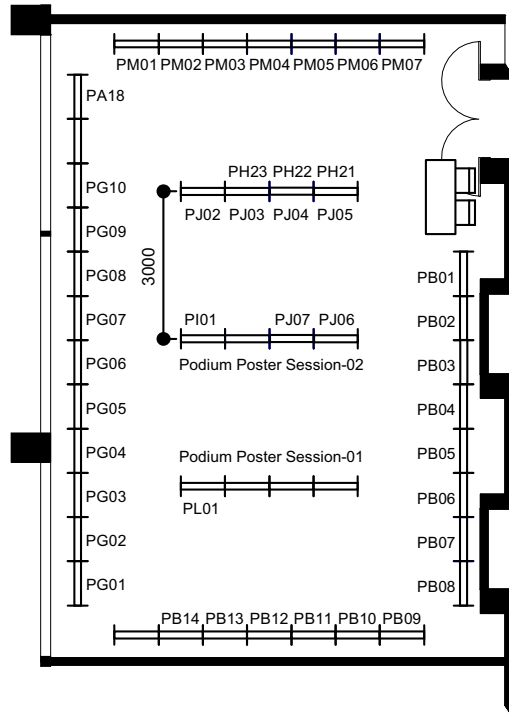 PM01 PM02 PM03 PM04 PM05 PM06 PM07
PA18
PH23 PH22 PH21
PG10
PJ02 PJ03 PJ04 PJ05
PG09
3000
PG08
PB01
PG07
PI01 PJ07 PJ06
PB02
PG06
Podium Poster Session-02
PB03
PG05
PB04
PG04
Podium Poster Session-01
PB05
PG03
PB06
PL01
PG02
PB07
PG01
PB08
PB14 PB13 PB12 PB11 PB10 PB09